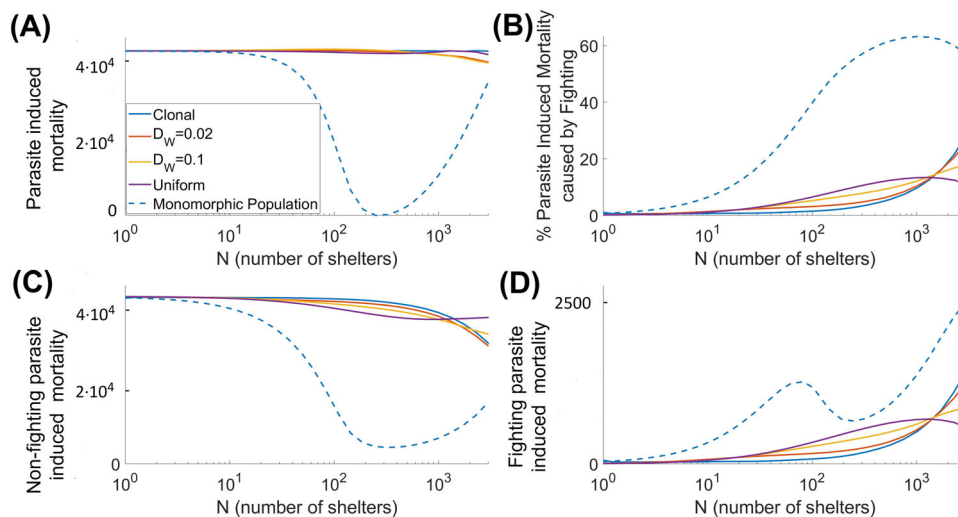 (A)
Parasite induced
mortality
4·10⁴
2·10⁴
0
Clonal
D_W=0.02
D_W=0.1
Uniform
Monomorphic Population
10⁰ 10¹ 10² 10³
N (number of shelters)
(B)
% Parasite Induced Mortality
caused by Fighting
60
40
20
0
10⁰ 10¹ 10² 10³
N (number of shelters)
(C)
Non-fighting parasite
induced mortality
4·10⁴
2·10⁴
0
10⁰ 10¹ 10² 10³
N (number of shelters)
(D)
Fighting parasite
induced mortality
2500
0
10⁰ 10¹ 10² 10³
N (number of shelters)